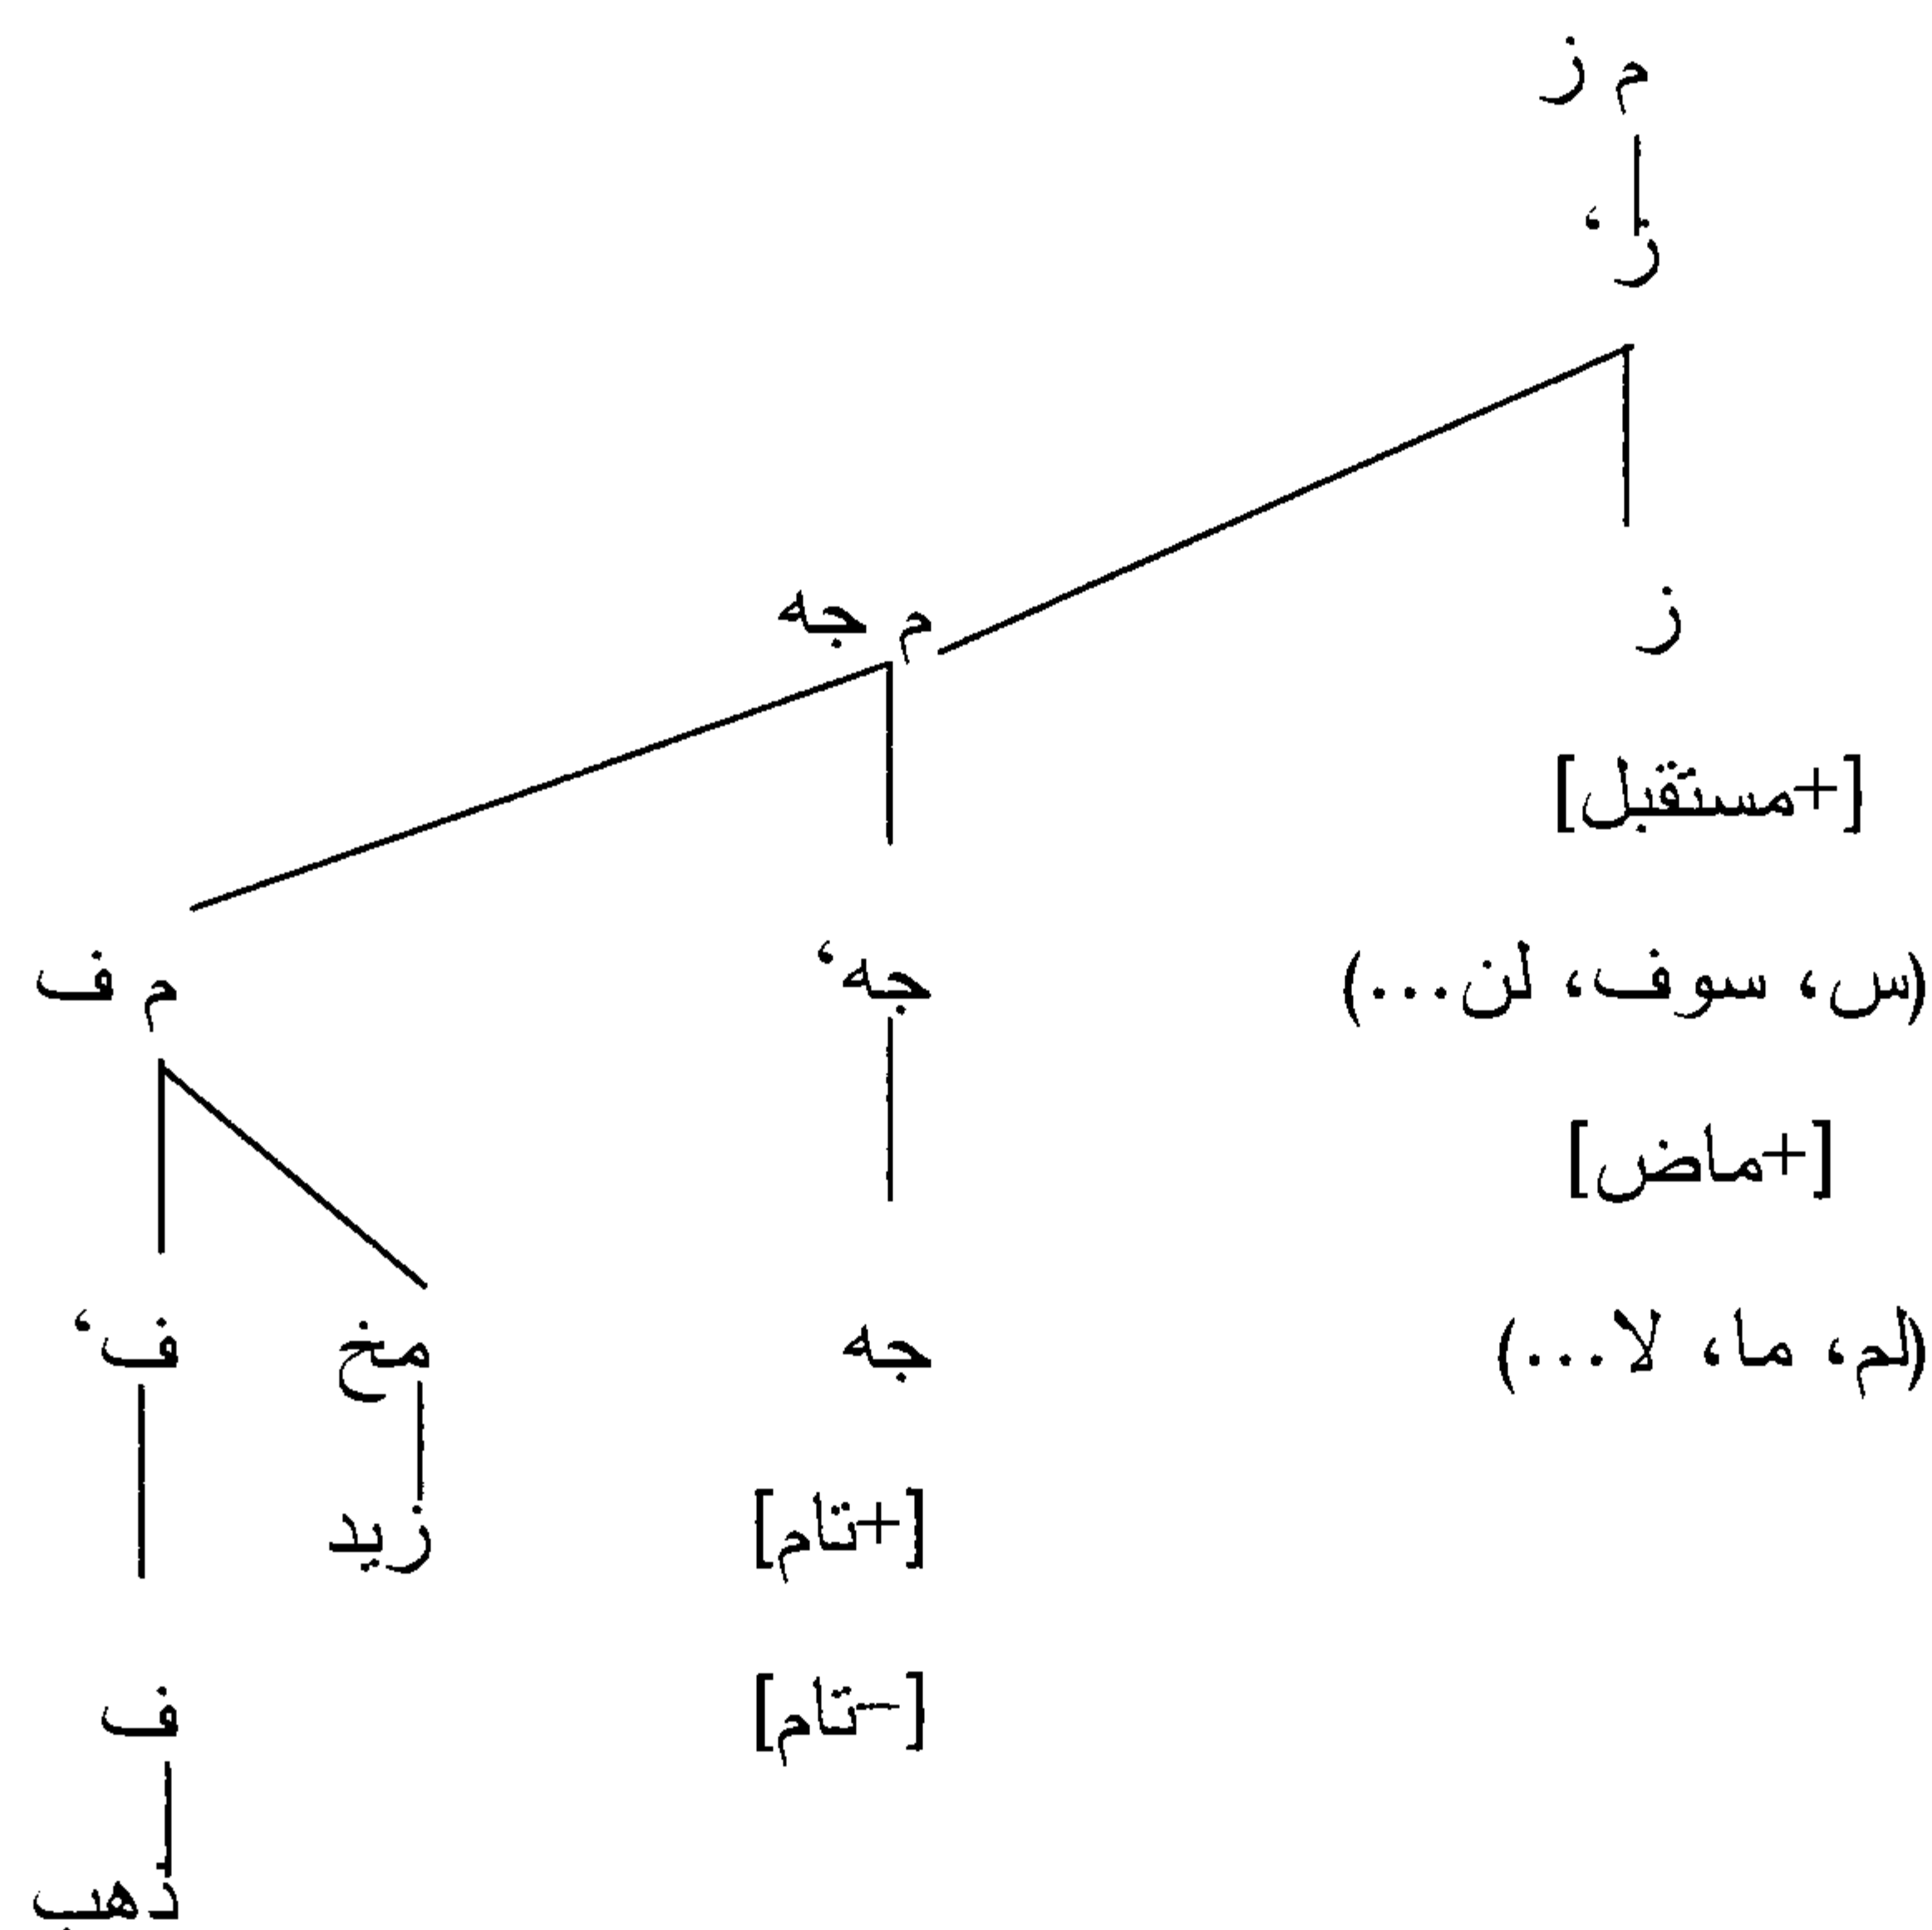 م ز
ز،
م جه ز
[+مستقبل]
(س، سوف، لن...) جه، م ف
[+ماض]
(لم، ما، لا...) جه مخ ف،
[+تام] زيد
[−تام] ف
ذهب